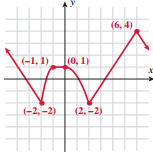 y
(6, 4)
(−1, 1)
(0, 1)
x
(−2, −2)
(2, −2)